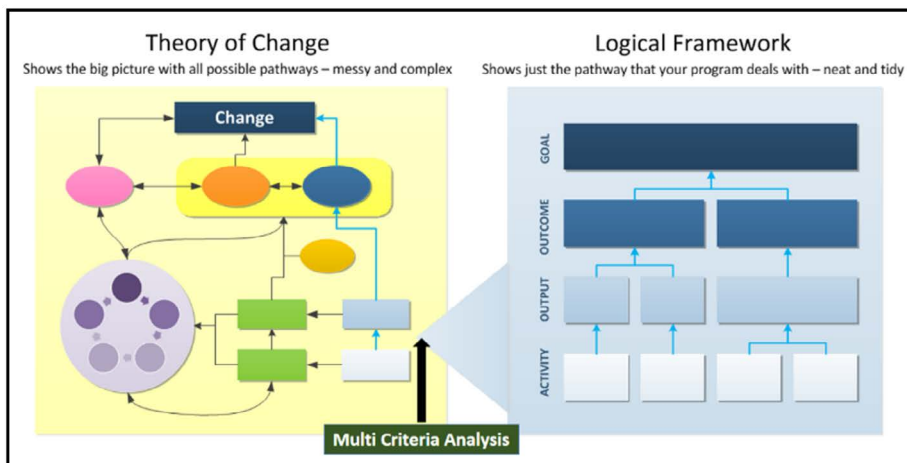 Theory of Change
Shows the big picture with all possible pathways – messy and complex
Change
Logical Framework
Shows just the pathway that your program deals with – neat and tidy
GOAL
OUTCOME
OUTPUT
ACTIVITY
Multi Criteria Analysis